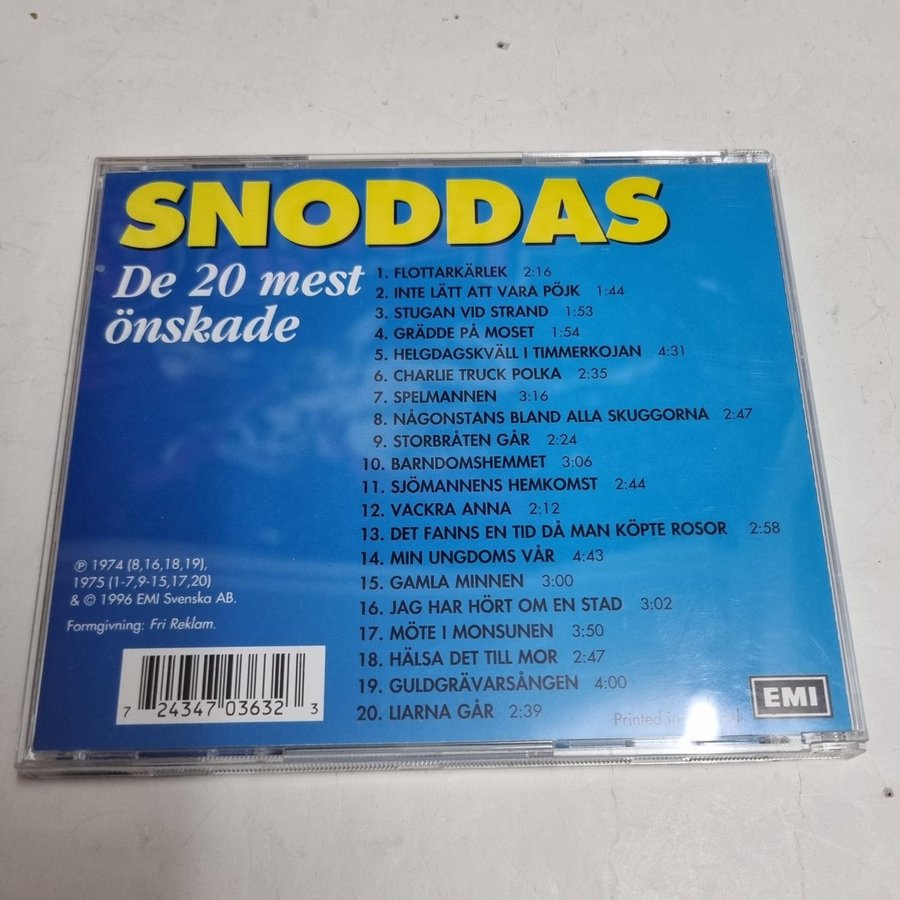 SNODDAS
De 20 mest
önskade
1. FLOTTARKÄRLEK 2:16
2. INTE LÄTT ATT VARA PÖJK 1:44
3. STUGAN VID STRAND 1:53
4. GRÄDDE PÅ MOSET 1:54
5. HELGDAGSKVÄLL I TIMMERKOJAN 4:31
6. CHARLIE TRUCK POLKA 2:35
7. SPELMANNEN 3:16
8. NÅGONSTANS BLAND ALLA SKUGGORNA 2:47
9. STORBRÅTEN GÅR 2:24
10. BARNDOMSHEMMET 3:06
11. SJÖMANNENS HEMKOMST 2:44
12. VACKRA ANNA 2:12
13. DET FANNS EN TID DÅ MAN KÖPTE ROSOR 2:58
14. MIN UNGDOMS VÅR 4:43
15. GAMLA MINNEN 3:00
16. JAG HAR HÖRT OM EN STAD 3:02
17. MÖTE I MONSUNEN 3:50
18. HÄLSA DET TILL MOR 2:47
19. GULDGRÄVARSÅNGEN 4:00
20. LIARNA GÅR 2:39
℗ 1974 (8,16,18,19),
1975 (1-7,9-15,17,20)
& © 1996 EMI Svenska AB.
Formgivning: Fri Reklam.
7 24347 03632 3
Printed in
EMI